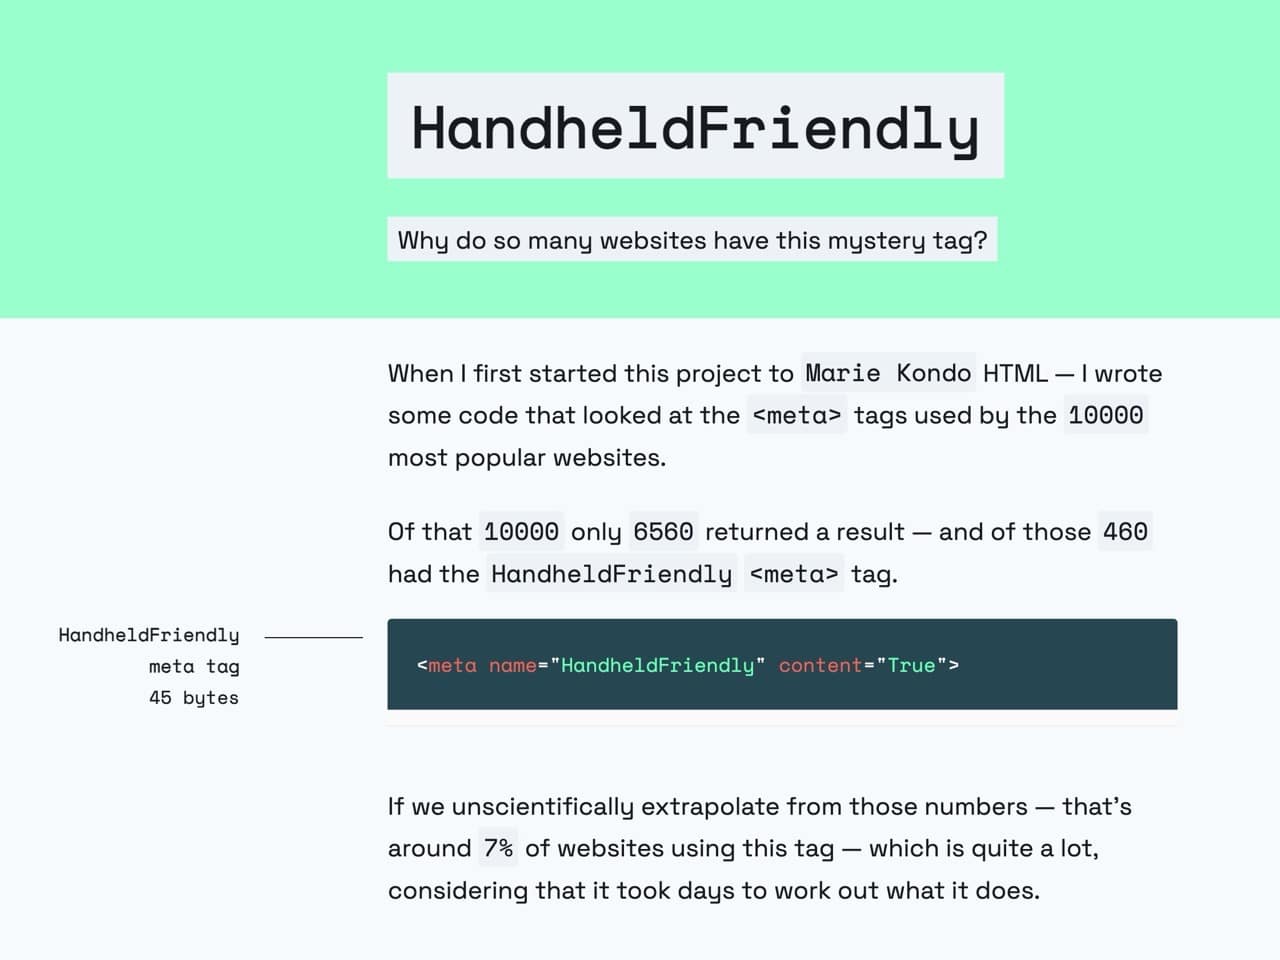 HandheldFriendly
Why do so many websites have this mystery tag?
When I first started this project to Marie Kondo HTML — I wrote
some code that looked at the <meta> tags used by the 10000
most popular websites.
Of that 10000 only 6560 returned a result — and of those 460
had the HandheldFriendly <meta> tag.
HandheldFriendly
meta tag
45 bytes
<meta name="HandheldFriendly" content="True">
If we unscientifically extrapolate from those numbers — that’s
around 7% of websites using this tag — which is quite a lot,
considering that it took days to work out what it does.